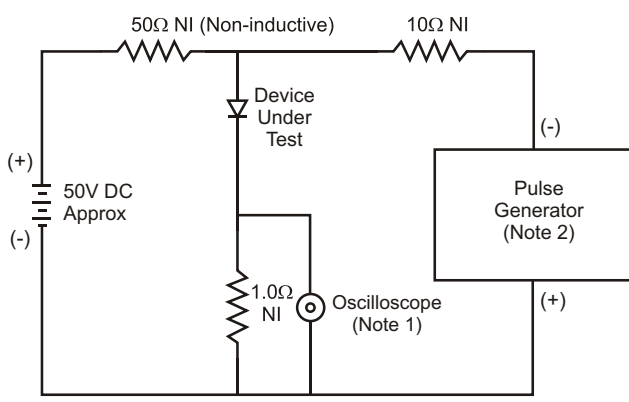 50Ω NI (Non-inductive)
10Ω NI
Device
Under
Test
(-)
(+)
50V DC
Approx
(-)
Pulse
Generator
(Note 2)
1.0Ω
NI
Oscilloscope
(Note 1)
(+)